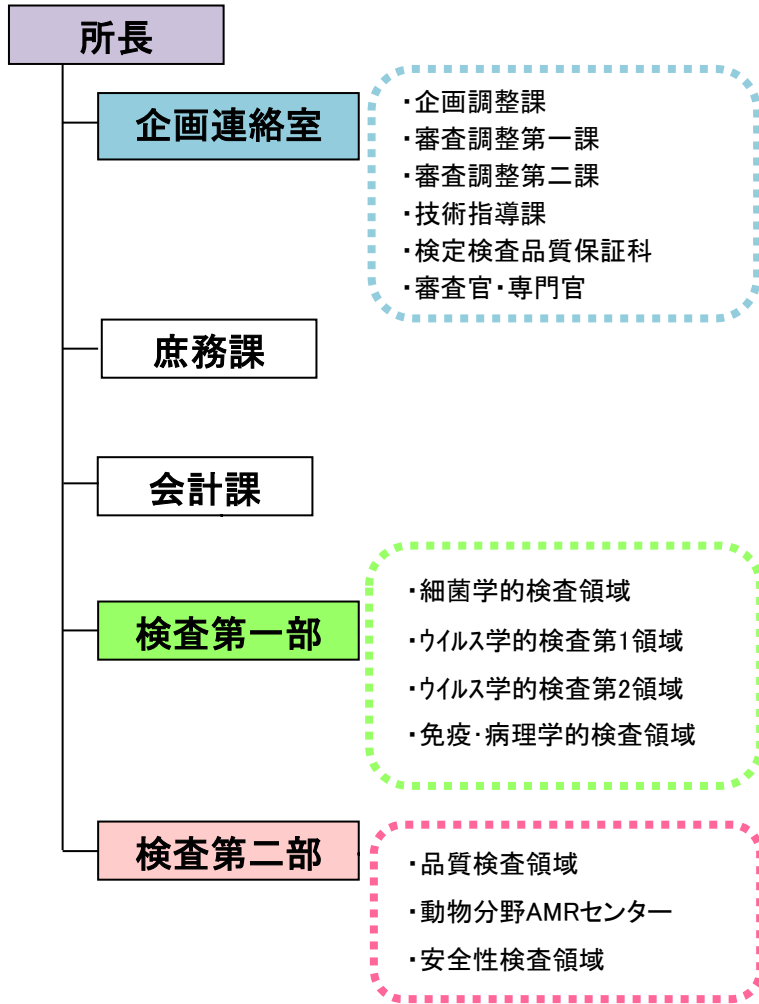 所長
企画連絡室
・企画調整課
・審査調整第一課
・審査調整第二課
・技術指導課
・検定検査品質保証科
・審査官・専門官
庶務課
会計課
検査第一部
・細菌学的検査領域
・ウイルス学的検査第1領域
・ウイルス学的検査第2領域
・免疫・病理学的検査領域
検査第二部
・品質検査領域
・動物分野AMRセンター
・安全性検査領域